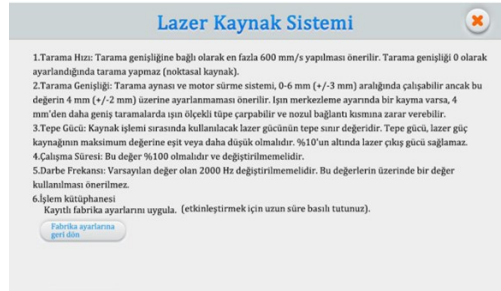 Lazer Kaynak Sistemi
1.Tarama Hızı: Tarama genişliğine bağlı olarak en fazla 600 mm/s yapılması önerilir. Tarama genişliği 0 olarak
ayarlandığında tarama yapmaz (noktasal kaynak).
2.Tarama Genişliği: Tarama aynası ve motor sürme sistemi, 0-6 mm (+/-3 mm) aralığında çalışabilir ancak bu
değerin 4 mm (+/-2 mm) üzerine ayarlanmaması önerilir. Işın merkezleme ayarında bir kayma varsa, 4
mm'den daha geniş taramalarda ışın ölçekli tüpe çarpabilir ve nozul bağlantı kısmına zarar verebilir.
3.Tepe Gücü: Kaynak işlemi sırasında kullanılacak lazer gücünün tepe sınır değeridir. Tepe gücü, lazer güç
kaynağının maksimum değerine eşit veya daha düşük olmalıdır. %10'un altında lazer çıkış gücü sağlamaz.
4.Çalışma Süresi: Bu değer %100 olmalıdır ve değiştirilmemelidir.
5.Darbe Frekansı: Varsayılan değer olan 2000 Hz değiştirilmemelidir. Bu değerlerin üzerinde bir değer
kullanılması önerilmez.
6.İşlem kütüphanesi
Kayıtlı fabrika ayarlarını uygula. (etkinleştirmek için uzun süre basılı tutunuz).
Fabrika ayarlarına
geri dön